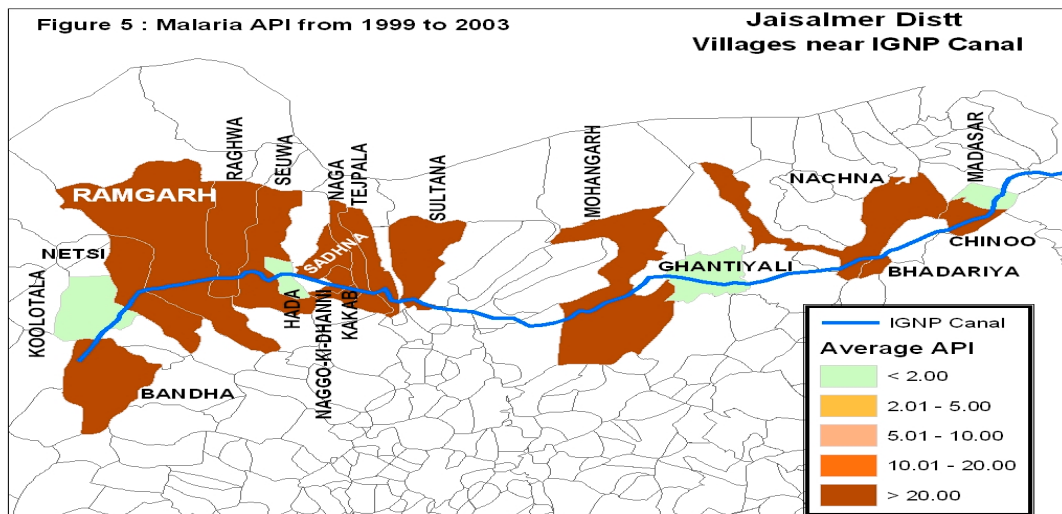 Figure 5 : Malaria API from 1999 to 2003
Jaisalmer Distt
Villages near IGNP Canal
RAMGARH
RAGHWA
SEUWA
NAGA
TEJPALA
SULTANA
MOHANGARH
NACHNA
MADASAR
NETSI
KOOLOTALA
SADHNA
HADA
NAGGO-KI-DHANNI
KAKAB
GHANTIYALI
CHINOO
BHADARIYA
BANDHA
IGNP Canal
Average API
< 2.00
2.01 - 5.00
5.01 - 10.00
10.01 - 20.00
> 20.00